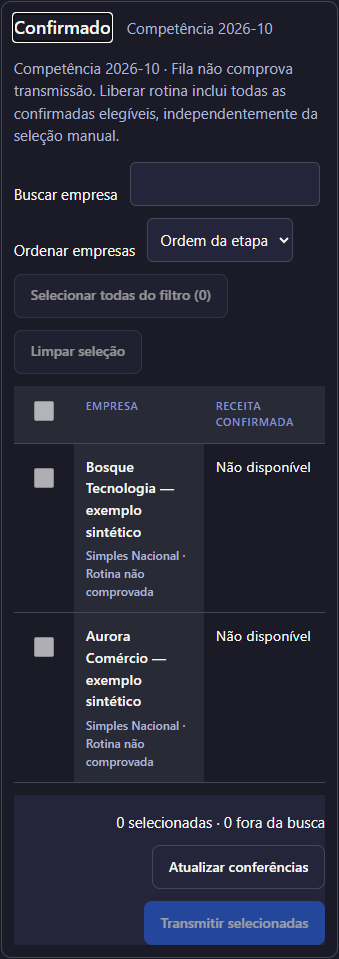 Confirmado Competência 2026-10
Competência 2026-10 · Fila não comprova
transmissão. Liberar rotina inclui todas as
confirmadas elegíveis, independentemente da
seleção manual.
Buscar empresa
Ordenar empresas Ordem da etapa
Selecionar todas do filtro (0)
Limpar seleção
EMPRESA RECEITA
CONFIRMADA
Bosque Não disponível
Tecnologia —
exemplo
sintético
Simples Nacional ·
Rotina não
comprovada
Aurora Não disponível
Comércio —
exemplo
sintético
Simples Nacional ·
Rotina não
comprovada
0 selecionadas · 0 fora da busca
Atualizar conferências
Transmitir selecionadas